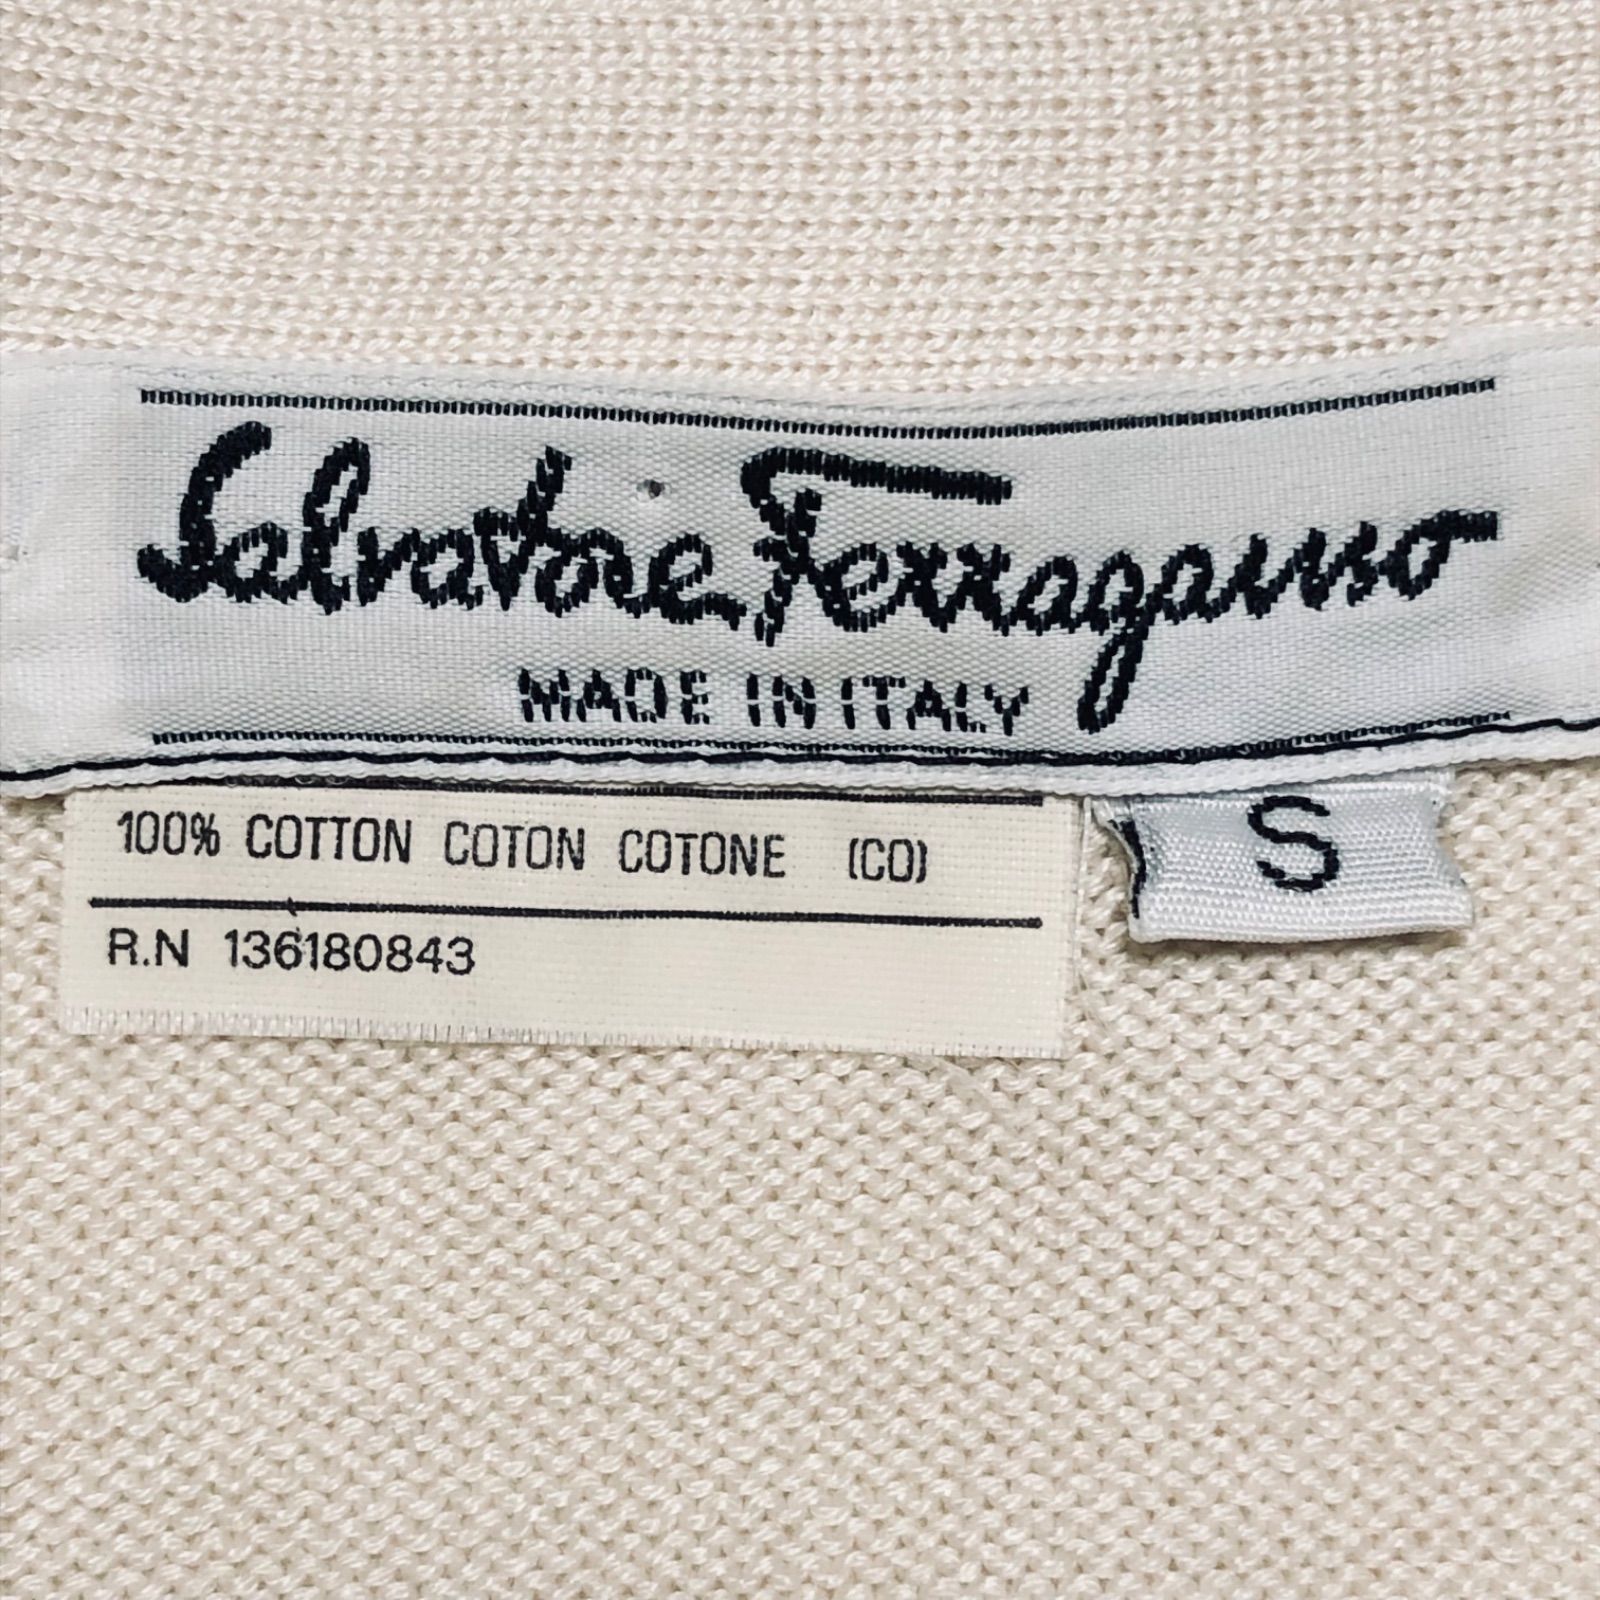 Salvatore Ferragamo
MADE IN ITALY
100% COTTON COTON COTONE (CO)
R.N 136180843
S